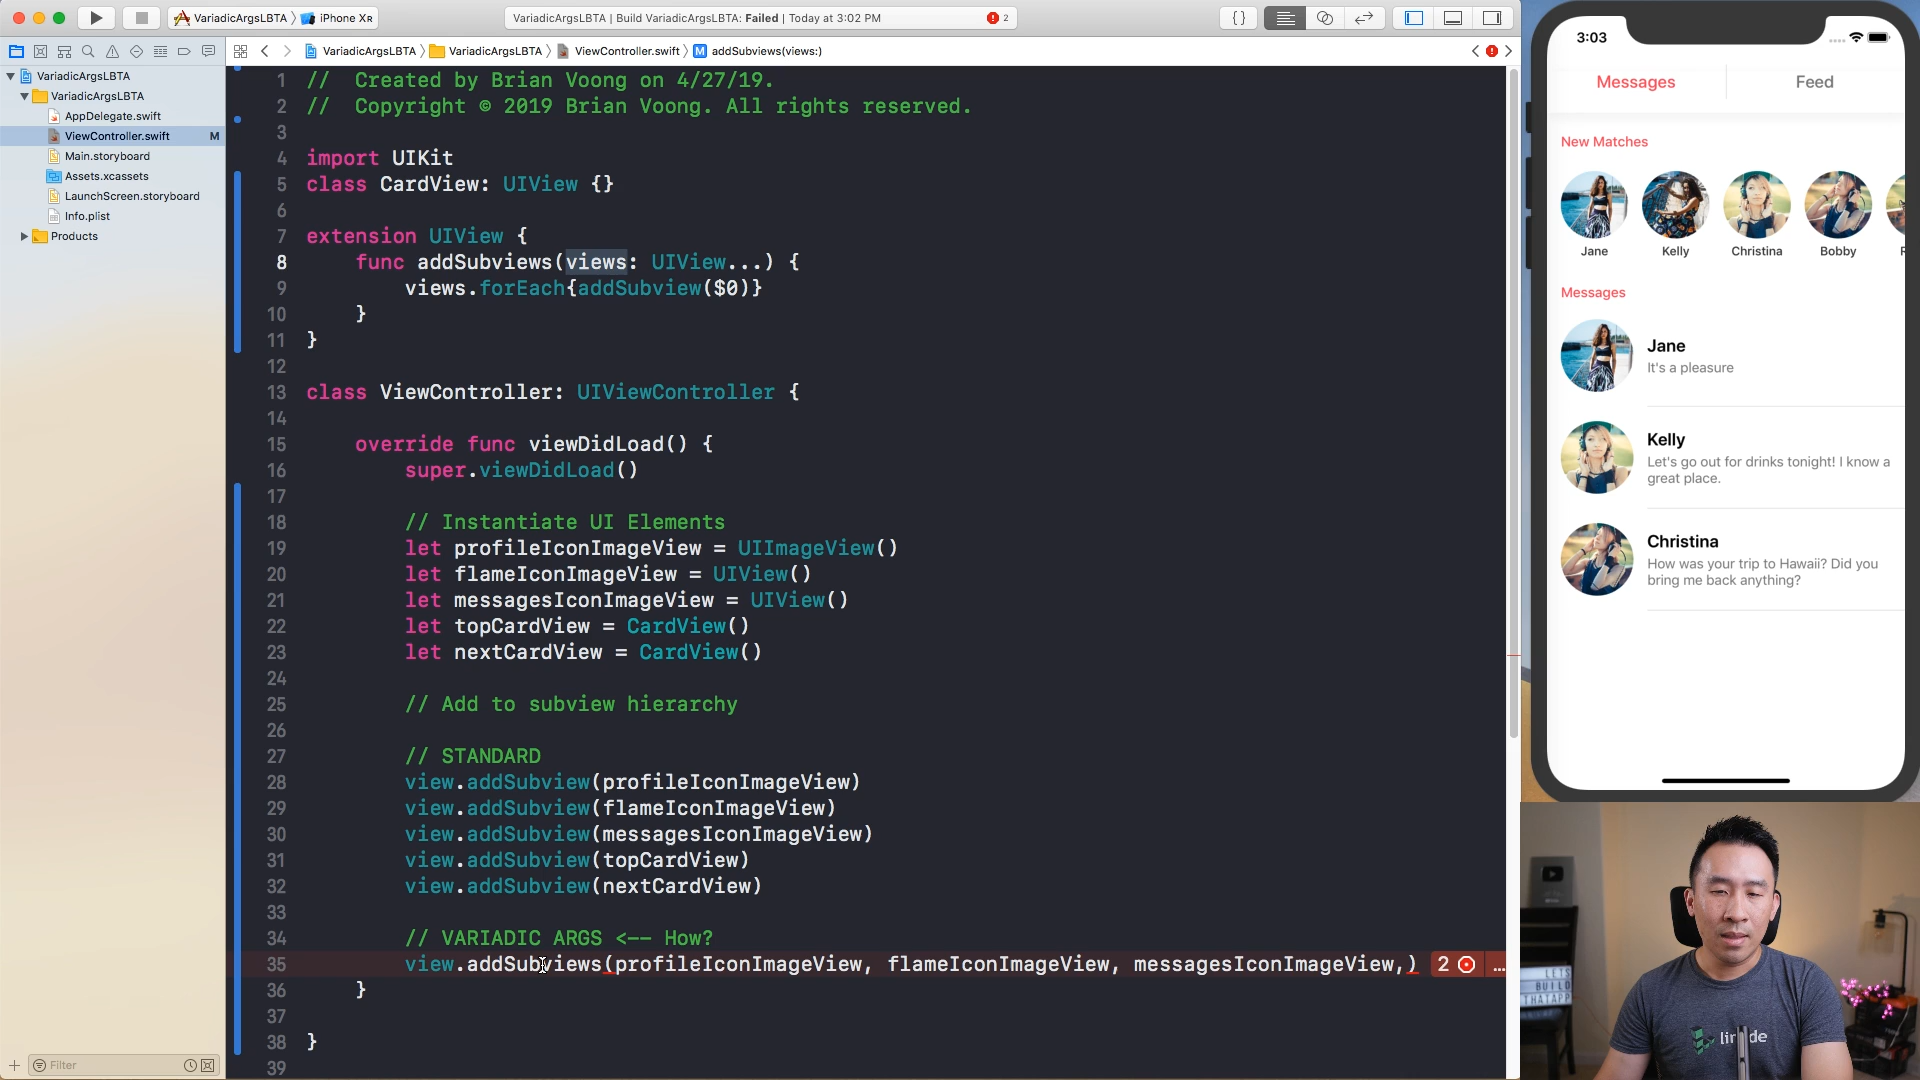 VariadicArgsLBTA 〉 iPhone XR
VariadicArgsLBTA | Build VariadicArgsLBTA: Failed | Today at 3:02 PM
2
{}
VariadicArgsLBTA 〉 VariadicArgsLBTA 〉 ViewController.swift 〉 M addSubviews(views:)
VariadicArgsLBTA
VariadicArgsLBTA
AppDelegate.swift
ViewController.swift M
Main.storyboard
Assets.xcassets
LaunchScreen.storyboard
Info.plist
Products
Filter
1 // Created by Brian Voong on 4/27/19.
2 // Copyright © 2019 Brian Voong. All rights reserved.
3
4 import UIKit
5 class CardView: UIView {}
6
7 extension UIView {
8 func addSubviews(views: UIView...) {
9 views.forEach{addSubview($0)}
10 }
11 }
12
13 class ViewController: UIViewController {
14
15 override func viewDidLoad() {
16 super.viewDidLoad()
17
18 // Instantiate UI Elements
19 let profileIconImageView = UIImageView()
20 let flameIconImageView = UIView()
21 let messagesIconImageView = UIView()
22 let topCardView = CardView()
23 let nextCardView = CardView()
24
25 // Add to subview hierarchy
26
27 // STANDARD
28 view.addSubview(profileIconImageView)
29 view.addSubview(flameIconImageView)
30 view.addSubview(messagesIconImageView)
31 view.addSubview(topCardView)
32 view.addSubview(nextCardView)
33
34 // VARIADIC ARGS <-- How?
35 view.addSubviews(profileIconImageView, flameIconImageView, messagesIconImageView,) 2 ...
36 }
37
38 }
39
3:03
Messages Feed
New Matches
Jane Kelly Christina Bobby
Messages
Jane
It's a pleasure
Kelly
Let's go out for drinks tonight! I know a
great place.
Christina
How was your trip to Hawaii? Did you
bring me back anything?
LETS
BUILD
THATAPP